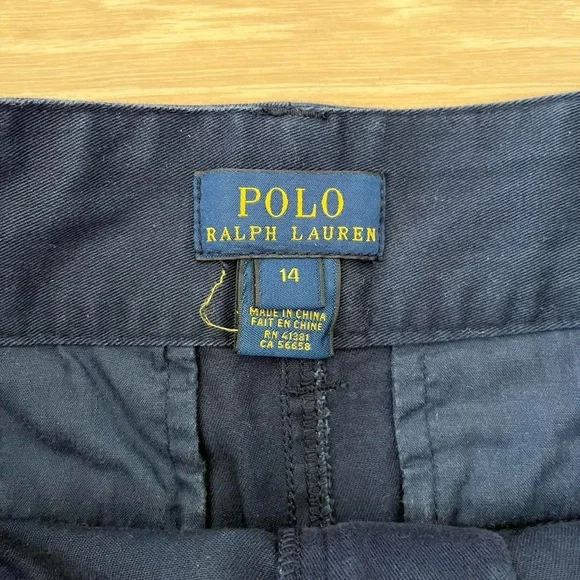 POLO
RALPH LAUREN
14
MADE IN CHINA
FAIT EN CHINE
RN 41381
CA 56658